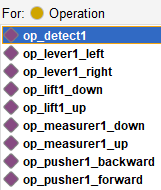 For: Operation
op_detect1
op_lever1_left
op_lever1_right
op_lift1_down
op_lift1_up
op_measurer1_down
op_measurer1_up
op_pusher1_backward
op_pusher1_forward